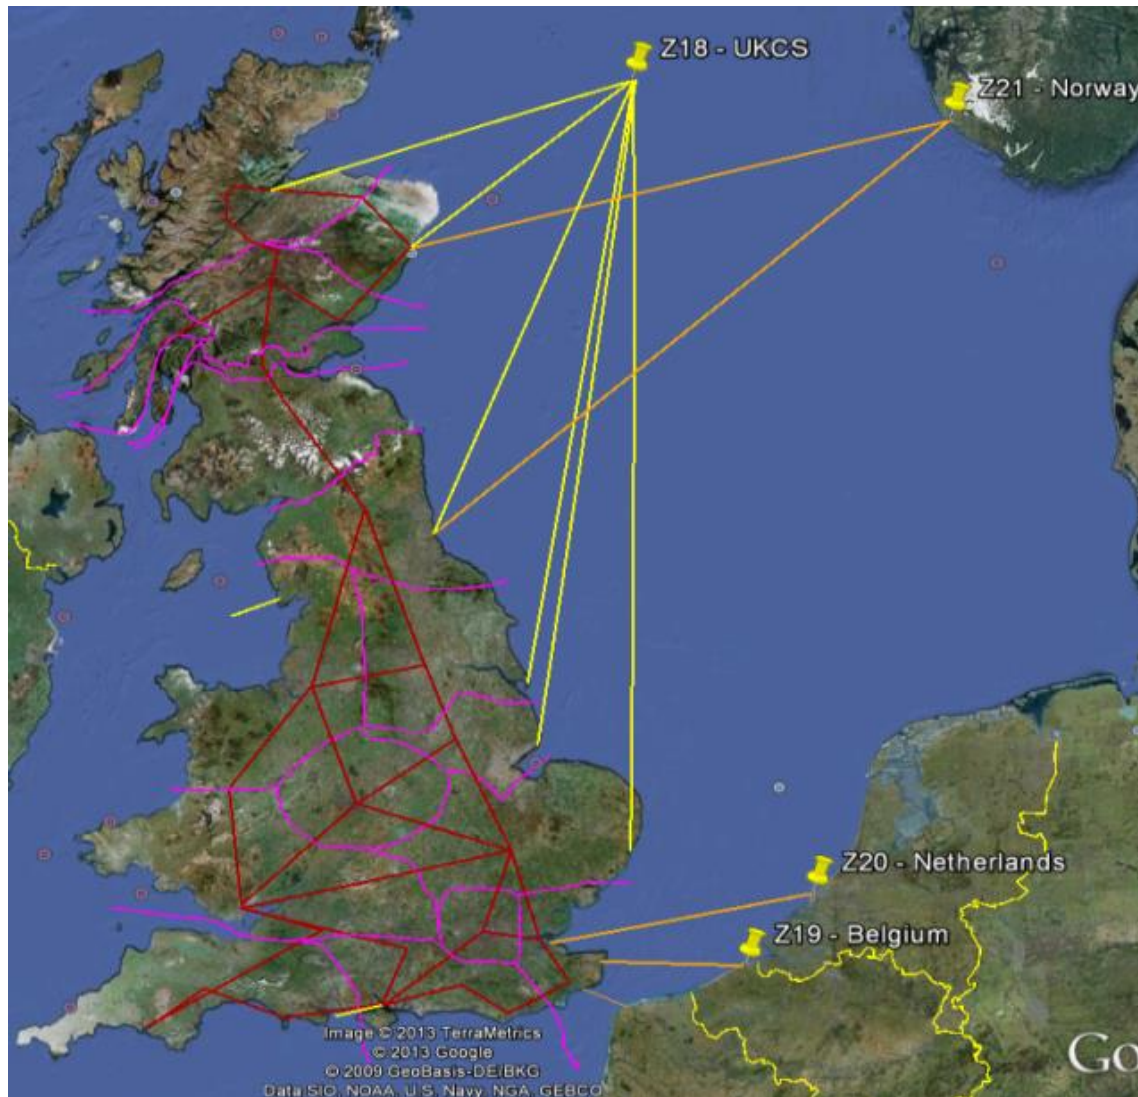 Z18 - UKCS
Z21 - Norway
Z20 - Netherlands
Z19 - Belgium
Image © 2013 TerraMetrics
© 2013 Google
© 2009 GeoBasis-DE/BKG
Data SIO, NOAA, U.S. Navy, NGA, GEBCO
Go